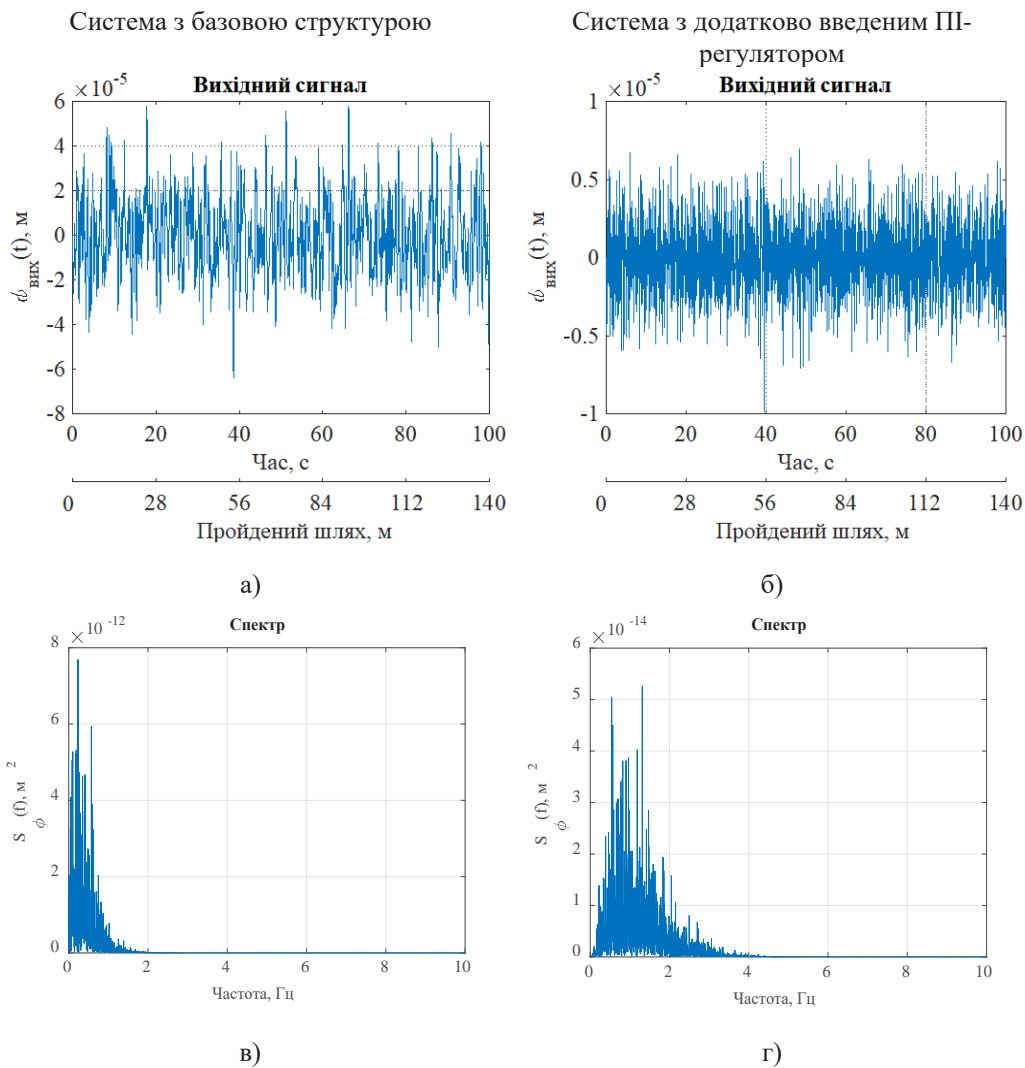 Система з базовою структурою
Система з додатково введеним ПІ-
регулятором
Вихідний сигнал
×10⁻⁵
6
4
2
0
-2
-4
-6
-8
ϕ вих (t), м
0 20 40 60 80 100
Час, с
0 28 56 84 112 140
Пройдений шлях, м
а)
Вихідний сигнал
×10⁻⁵
1
0.5
0
-0.5
-1
ϕ вих (t), м
0 20 40 60 80 100
Час, с
0 28 56 84 112 140
Пройдений шлях, м
б)
Спектр
×10 ⁻¹²
8
6
4
2
0
S ϕ (f), м 2
0 2 4 6 8 10
Частота, Гц
в)
Спектр
×10 ⁻¹⁴
6
5
4
3
2
1
0
S ϕ (f), м 2
0 2 4 6 8 10
Частота, Гц
г)